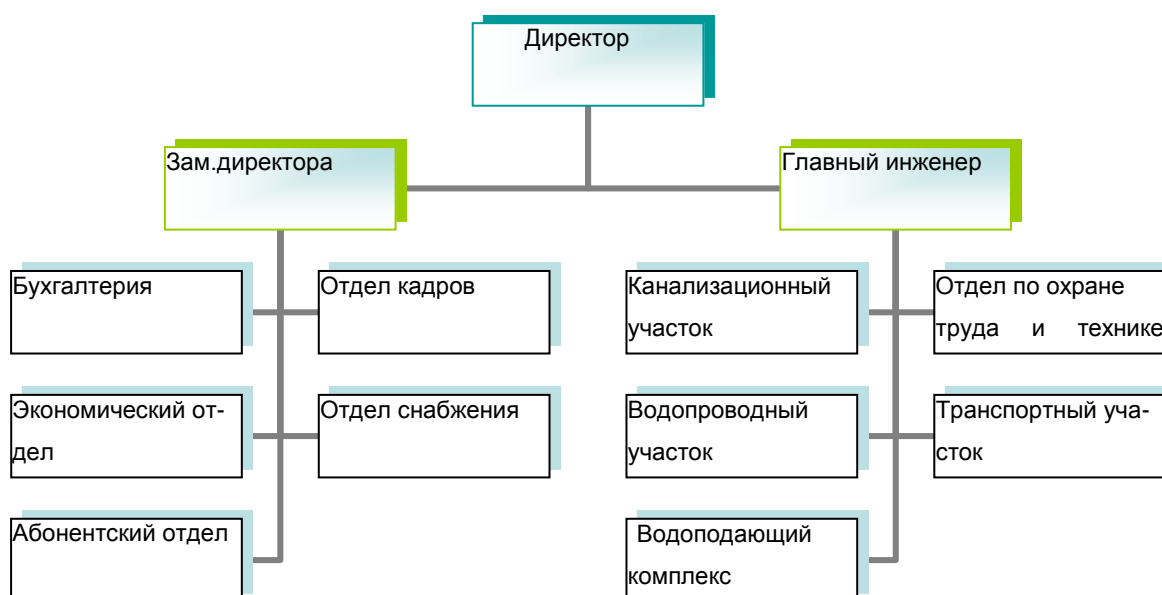 Директор
Зам.директора
Главный инженер
Бухгалтерия
Отдел кадров
Канализационный
участок
Отдел по охране
труда и технике
Экономический от-
дел
Отдел снабжения
Водопроводный
участок
Транспортный уча-
сток
Абонентский отдел
Водоподающий
комплекс